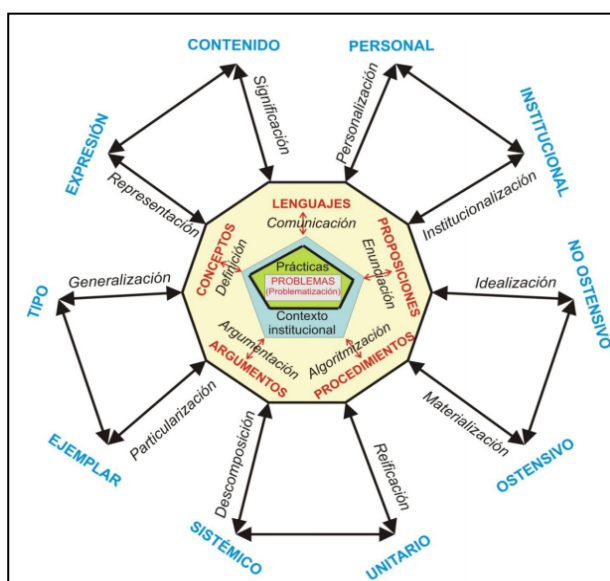 CONTENIDO
PERSONAL
EXPRESIÓN
Significación
Personalización
INSTITUCIONAL
Representación
Institucionalización
LENGUAJES
Comunicación
CONCEPTOS
Definición
PROPOSICIONES
Enundación
Prácticas
PROBLEMAS
(Problematización)
Contexto
institucional
TIPO
Generalización
Idealización
NO OSTENSIVO
Argumentación
ARGUMENTOS
Algoritmización
PROCEDIMIENTOS
EJEMPLAR
Particularización
Materialización
OSTENSIVO
Descomposición
Reificación
SISTÉMICO
UNITARIO